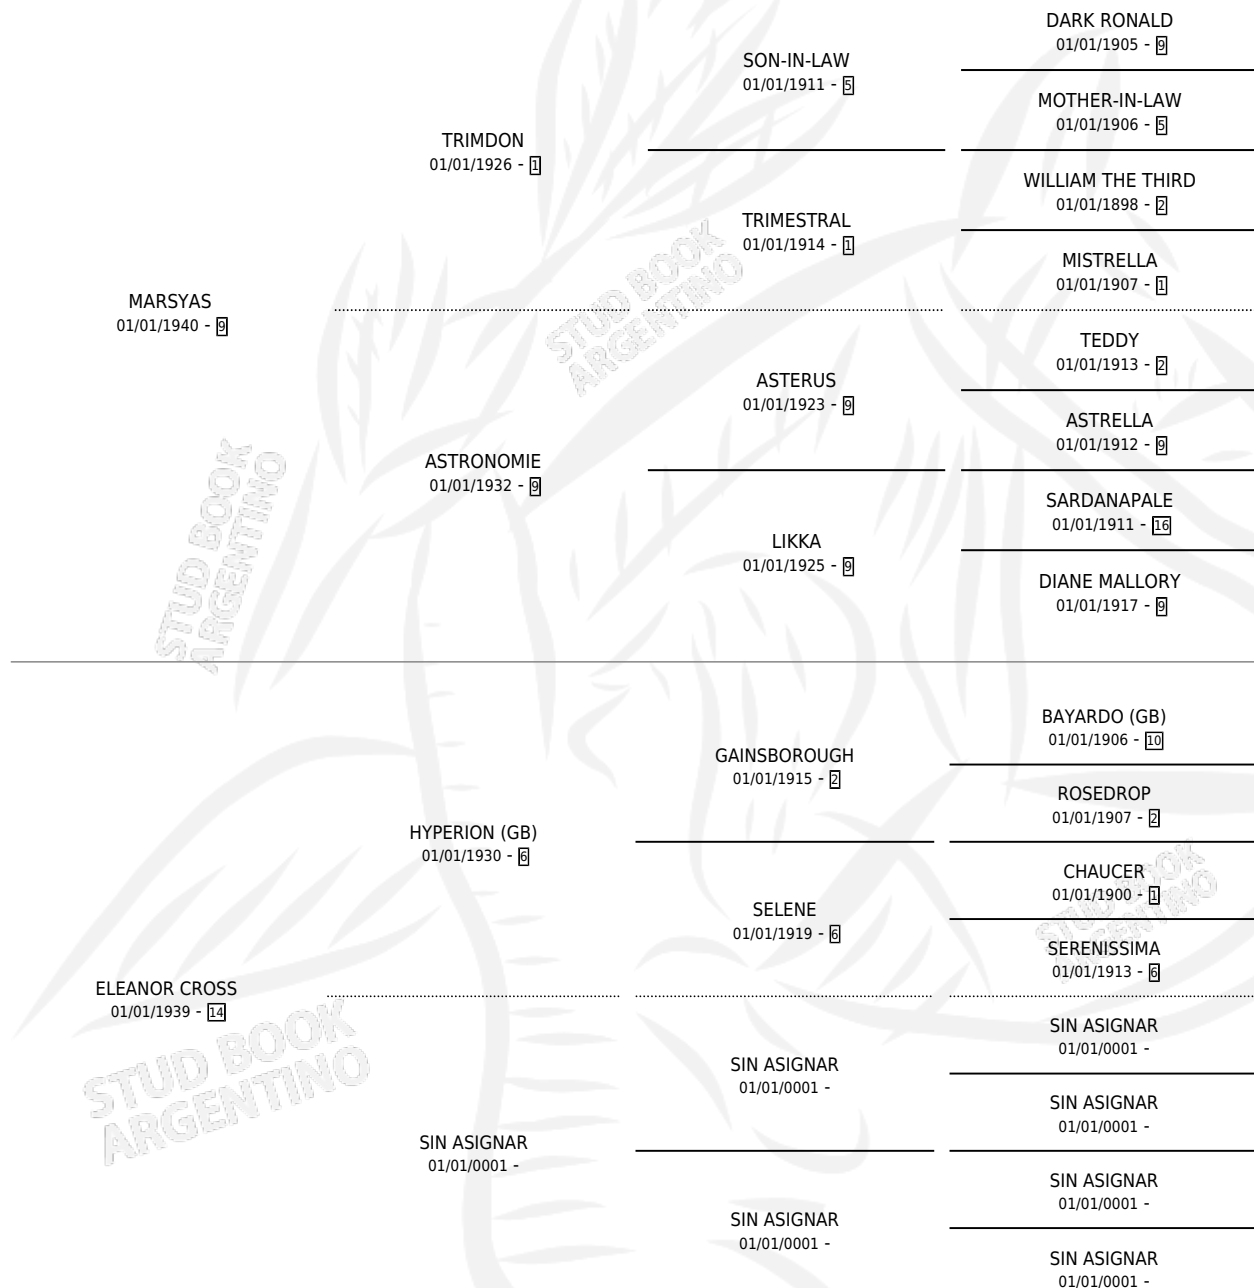 DARK RONALD
01/01/1905 - 9
SON-IN-LAW
01/01/1911 - 5
MOTHER-IN-LAW
01/01/1906 - 5
TRIMDON
01/01/1926 - 1
WILLIAM THE THIRD
01/01/1898 - 2
TRIMESTRAL
01/01/1914 - 1
MISTRELLA
01/01/1907 - 1
MARSYAS
01/01/1940 - 9
TEDDY
01/01/1913 - 2
ASTERUS
01/01/1923 - 9
ASTRELLA
01/01/1912 - 9
ASTRONOMIE
01/01/1932 - 9
SARDANAPALE
01/01/1911 - 16
LIKKA
01/01/1925 - 9
DIANE MALLORY
01/01/1917 - 9
BAYARDO (GB)
01/01/1906 - 10
GAINSBOROUGH
01/01/1915 - 2
ROSEDROP
01/01/1907 - 2
HYPERION (GB)
01/01/1930 - 6
CHAUCER
01/01/1900 - 1
SELENE
01/01/1919 - 6
SERENISSIMA
01/01/1913 - 6
ELEANOR CROSS
01/01/1939 - 14
SIN ASIGNAR
01/01/0001 -
SIN ASIGNAR
01/01/0001 -
SIN ASIGNAR
01/01/0001 -
SIN ASIGNAR
01/01/0001 -
SIN ASIGNAR
01/01/0001 -
SIN ASIGNAR
01/01/0001 -
SIN ASIGNAR
01/01/0001 -
STUD BOOK
ARGENTINO
STUD BOOK
ARGENTINO
STUD BOOK
ARGENTINO
STUD BOOK
ARGENTINO